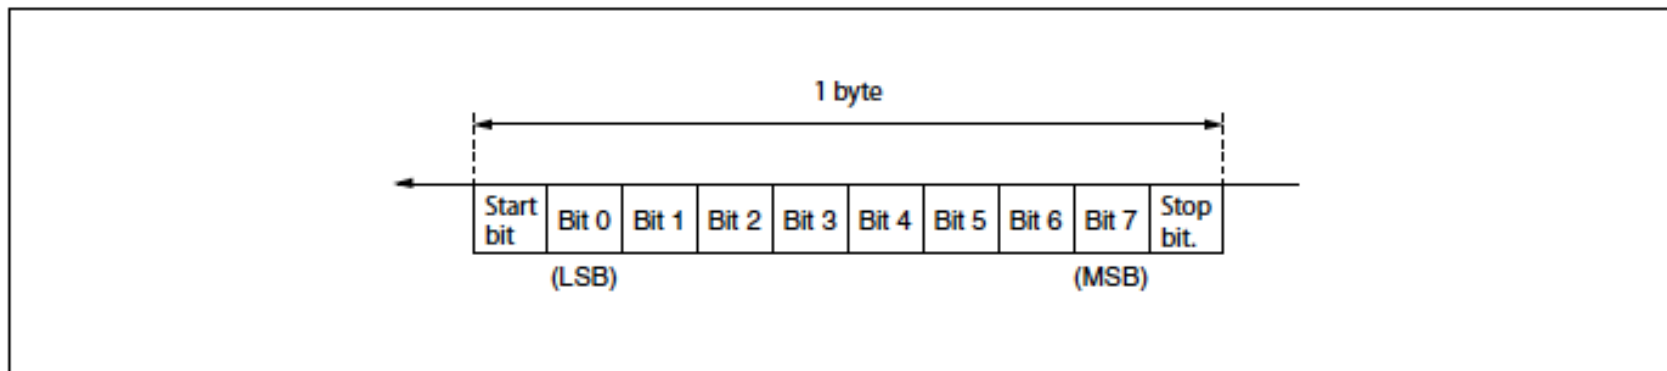 1 byte
Start bit Bit 0 Bit 1 Bit 2 Bit 3 Bit 4 Bit 5 Bit 6 Bit 7 Stop bit.
(LSB) (MSB)